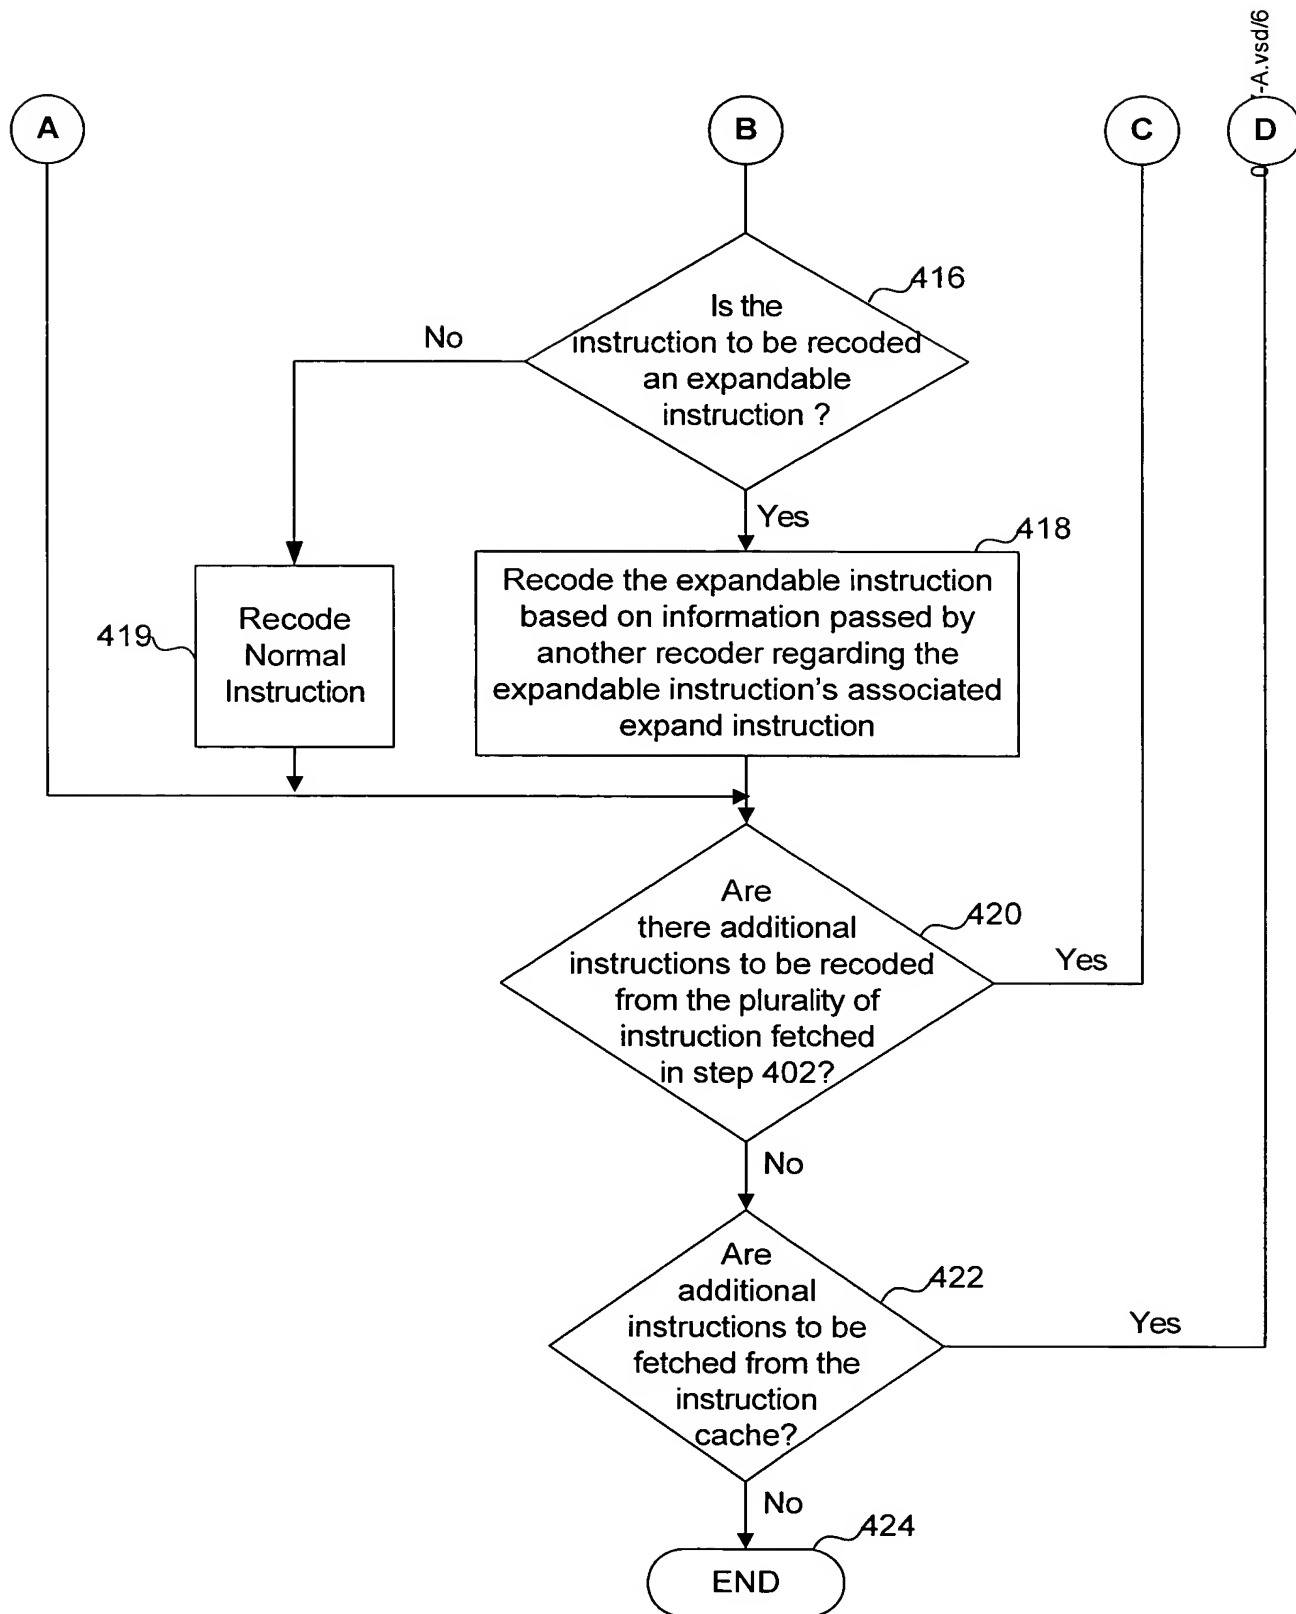 -A.vsd/6
0
A
B
C
D
416
Is the
instruction to be recoded
an expandable
instruction ?
No
Yes
418
Recode the expandable instruction
based on information passed by
another recoder regarding the
expandable instruction's associated
expand instruction
419
Recode
Normal
Instruction
420
Are
there additional
instructions to be recoded
from the plurality of
instruction fetched
in step 402?
Yes
No
422
Are
additional
instructions to be
fetched from the
instruction
cache?
Yes
No
424
END